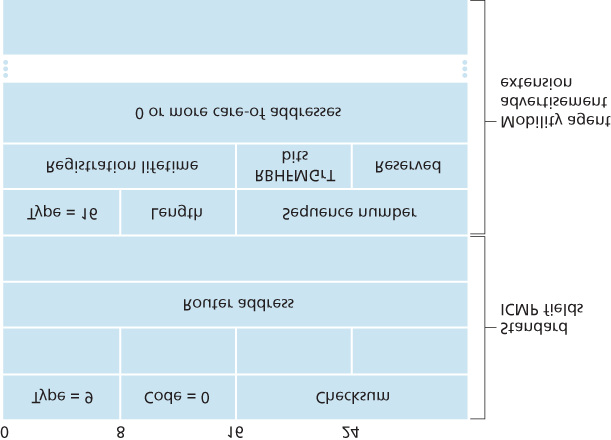 0 8 16 24
Type = 9 Code = 0 Checksum
Standard
ICMP fields
Router address
Type = 16 Length Sequence number
Registration lifetime RBHFMGrT
bits Reserved
Mobility agent
advertisement
extension
0 or more care-of addresses